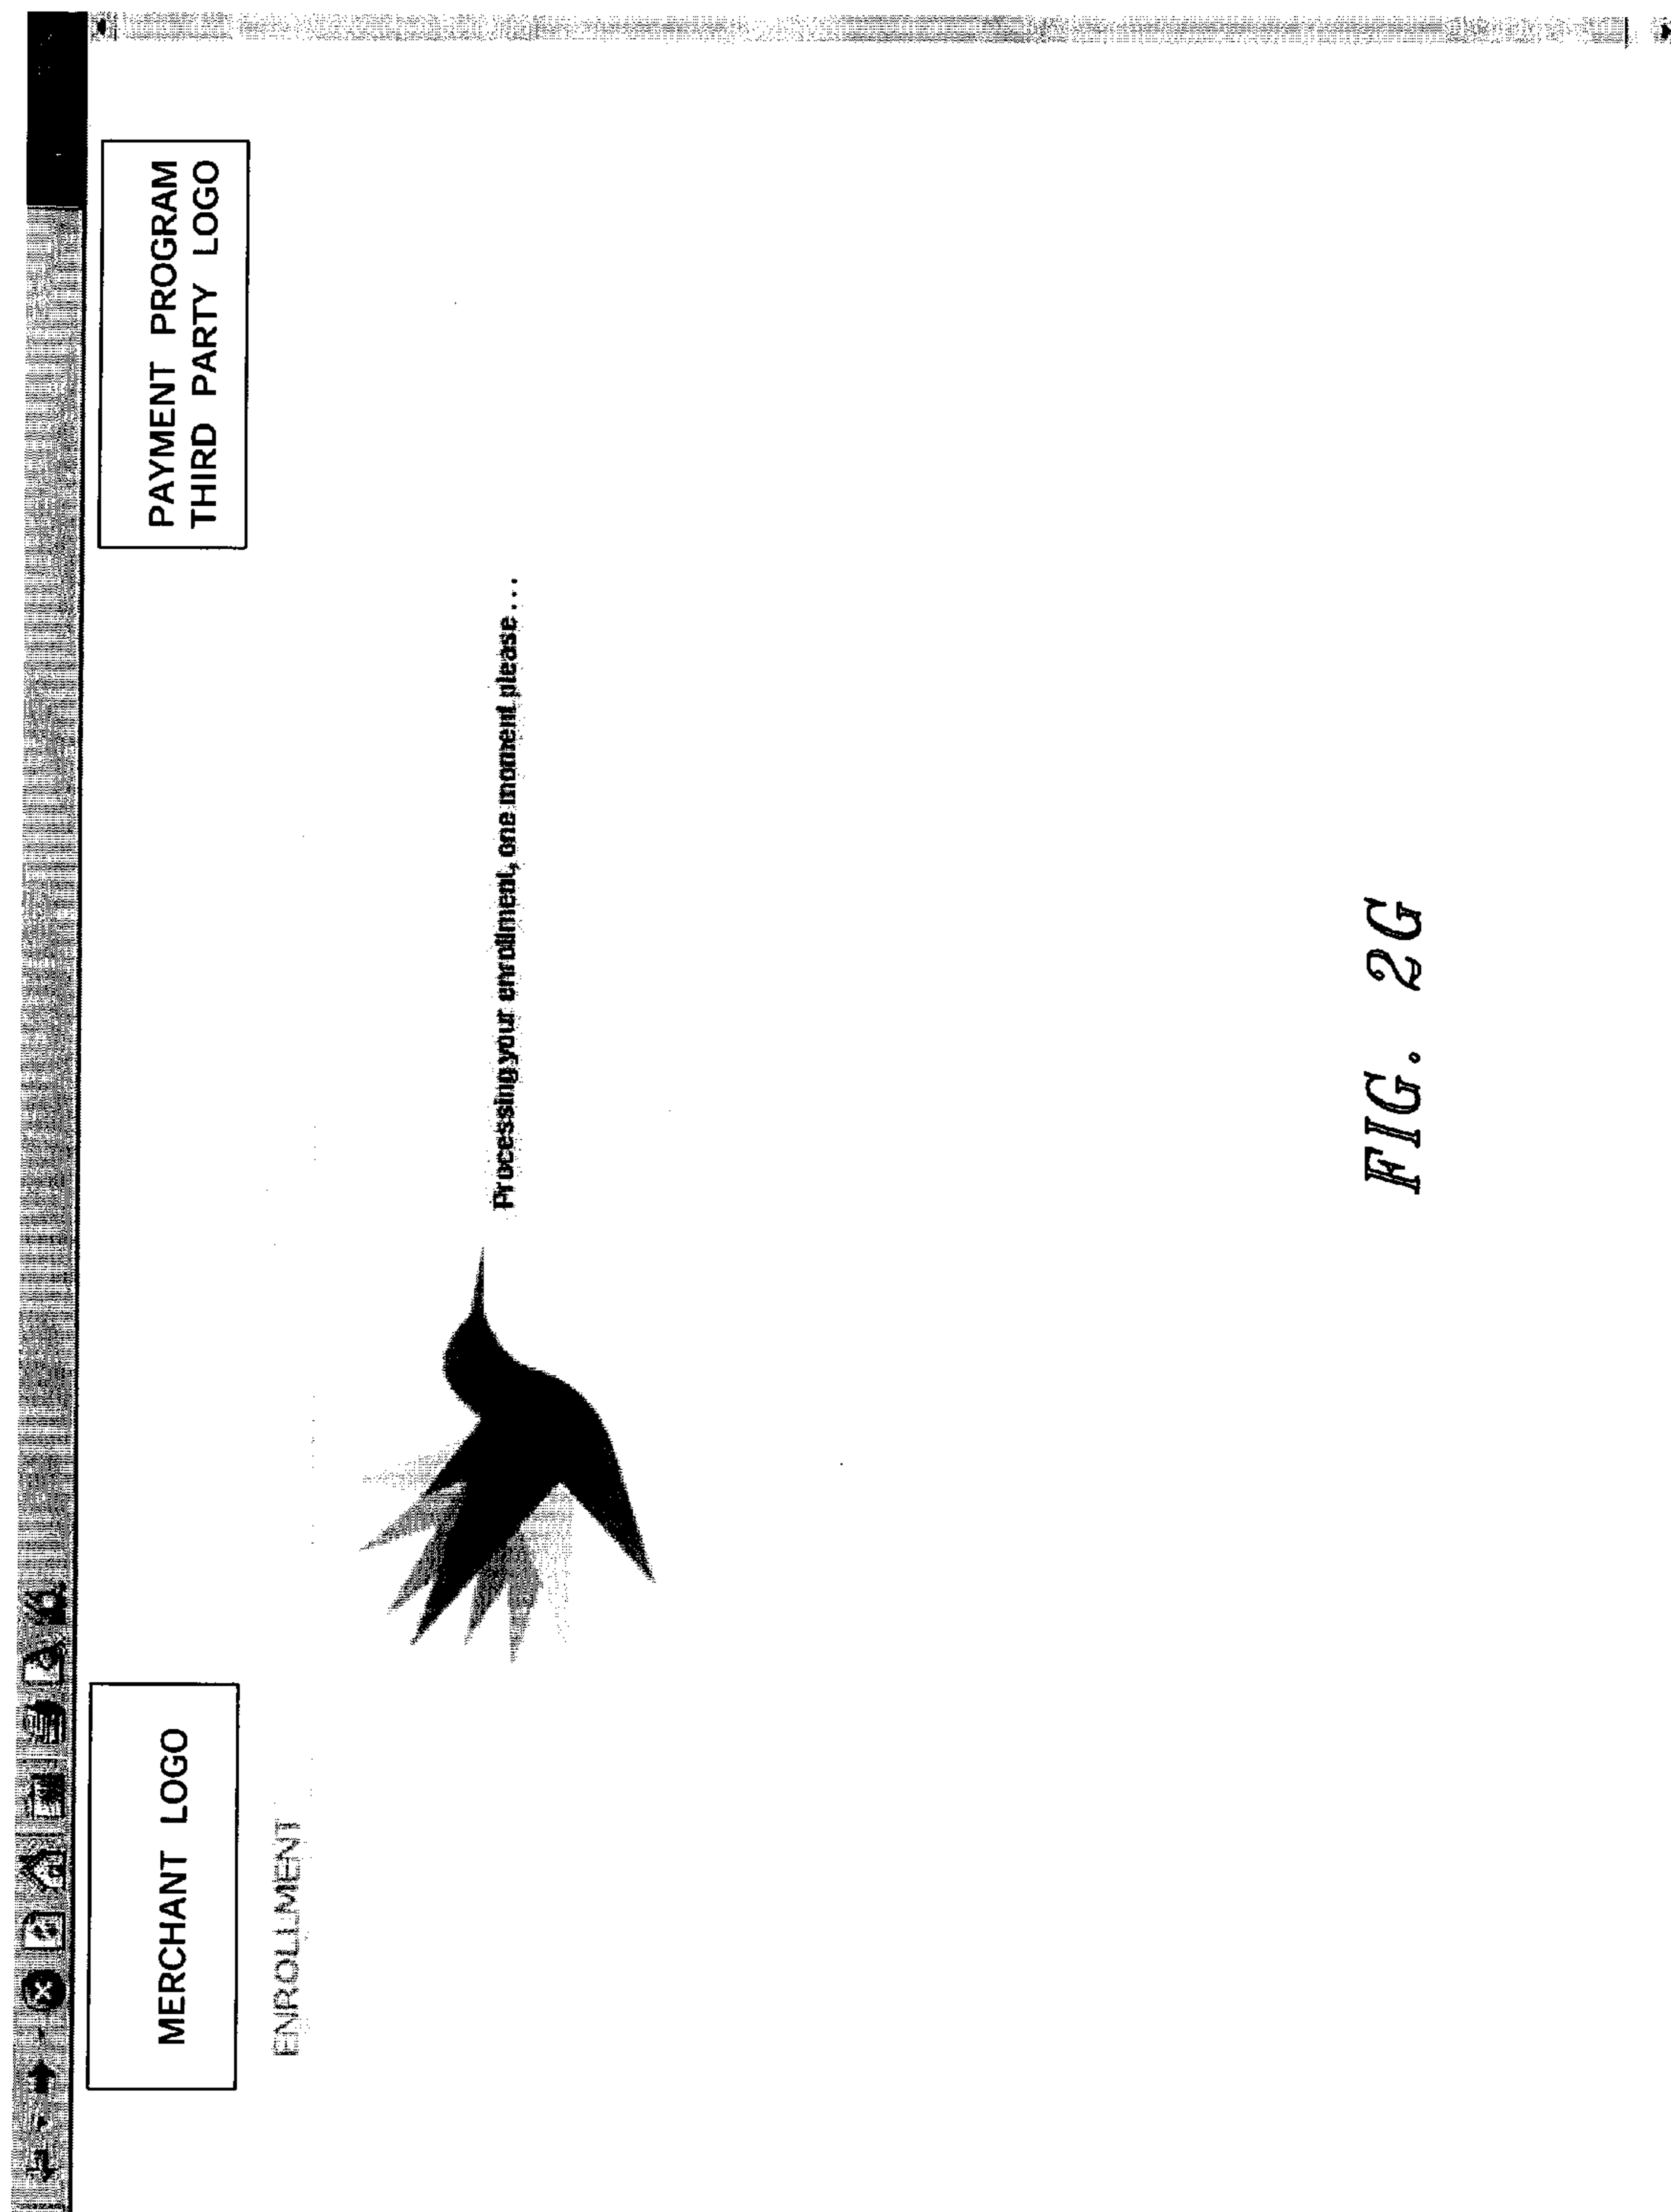 MERCHANT LOGO
PAYMENT PROGRAM
THIRD PARTY LOGO
ENROLLMENT
Processing your enrollment, one moment please...
FIG. 2G